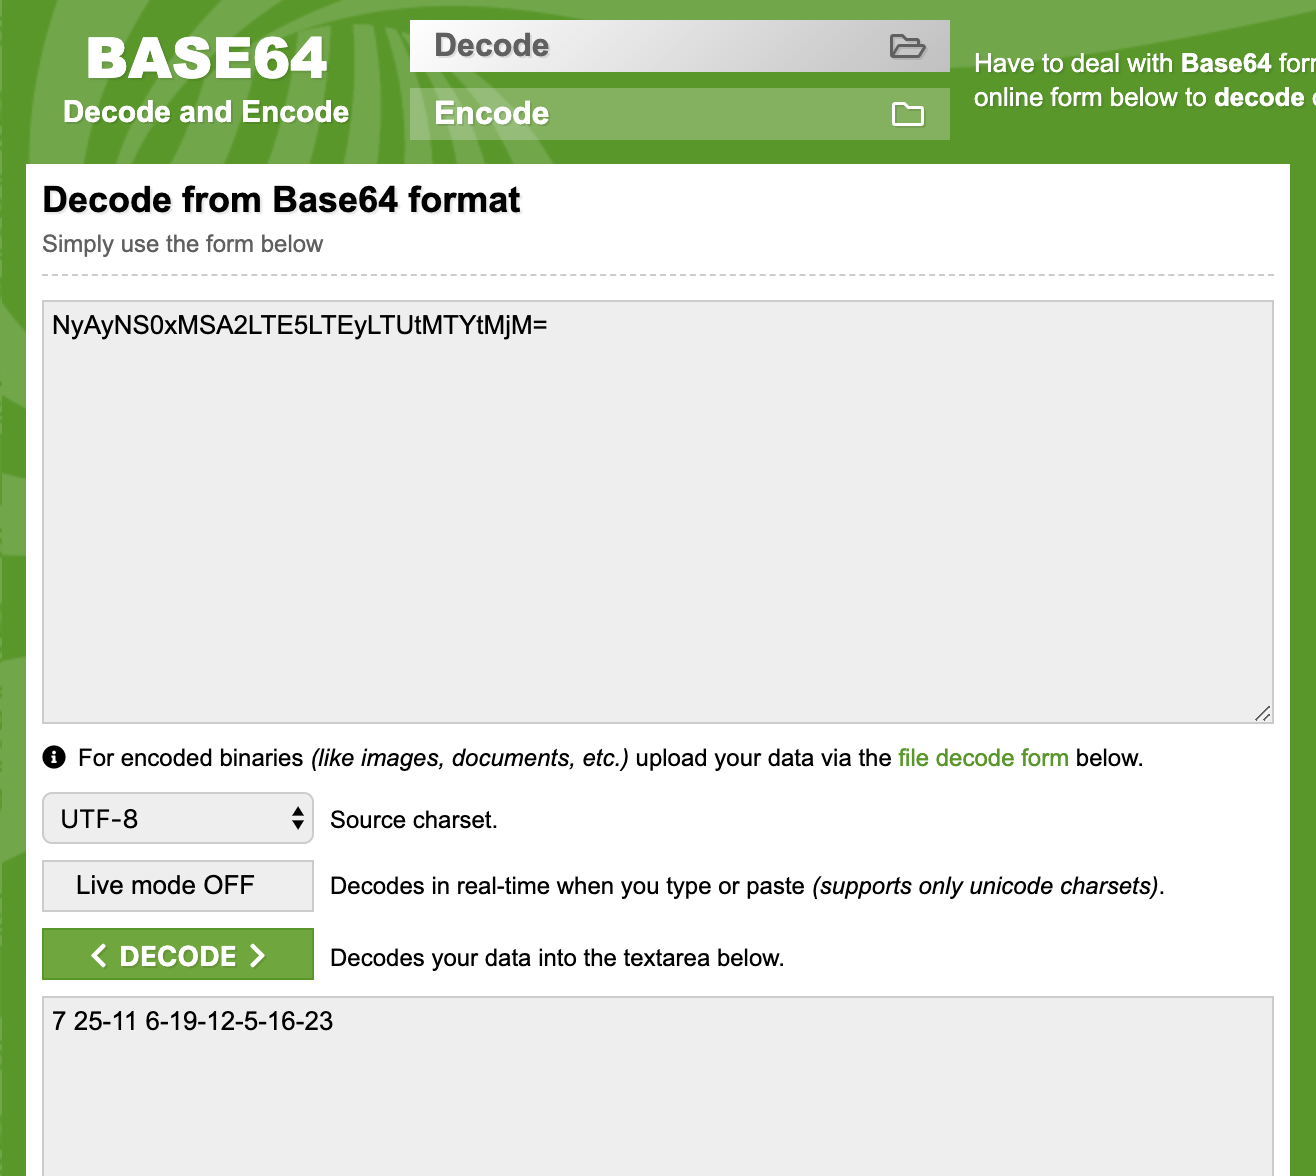 BASE64
Decode and Encode
Decode
Encode
Have to deal with Base64 for
online form below to decode
Decode from Base64 format
Simply use the form below
NyAyNS0xMSA2LTE5LTEyLTUtMTYtMjM=
For encoded binaries (like images, documents, etc.) upload your data via the file decode form below.
UTF-8
Source charset.
Live mode OFF
Decodes in real-time when you type or paste (supports only unicode charsets).
< DECODE >
Decodes your data into the textarea below.
7 25-11 6-19-12-5-16-23